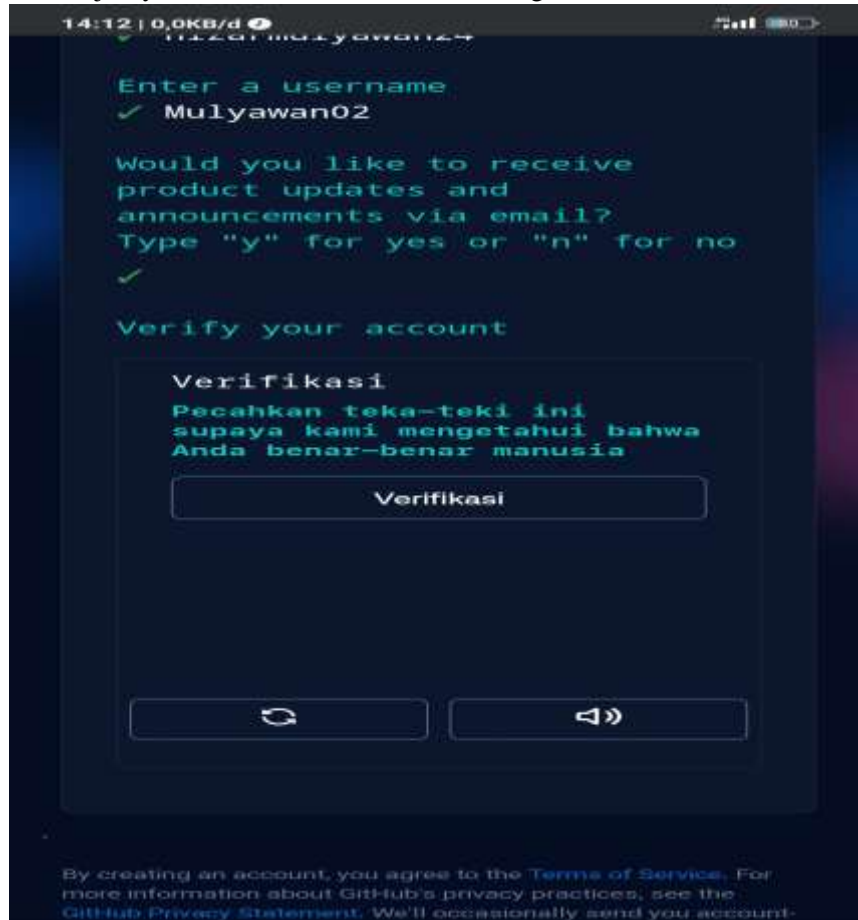 14:12 | 0,0KB/d
Enter a username
✓ Mulyawan02
Would you like to receive
product updates and
announcements via email?
Type "y" for yes or "n" for no
✓
Verify your account
Verifikasi
Pecahkan teka-teki ini
supaya kami mengetahui bahwa
Anda benar-benar manusia
Verifikasi
By creating an account, you agree to the Terms of Service. For
more information about GitHub's privacy practices, see the
GitHub Privacy Statement. We'll occasionally send you account-